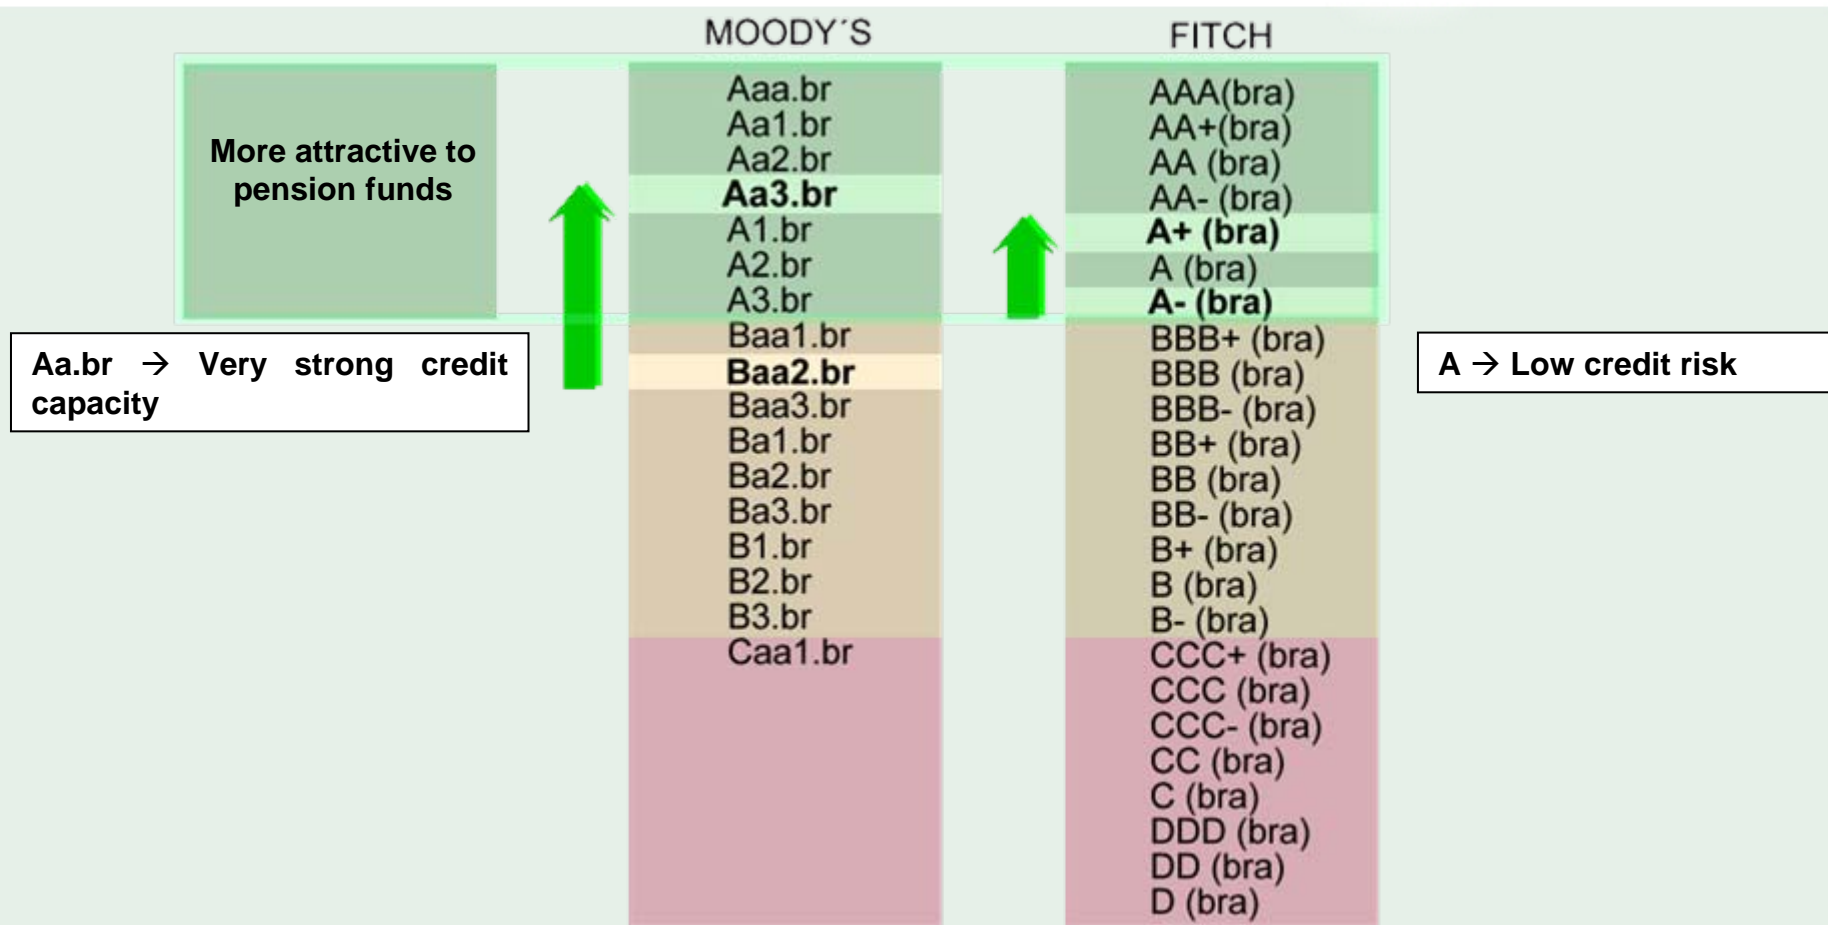 MOODY´S
Aaa.br
Aa1.br
Aa2.br
Aa3.br
A1.br
A2.br
A3.br
Baa1.br
Baa2.br
Baa3.br
Ba1.br
Ba2.br
Ba3.br
B1.br
B2.br
B3.br
Caa1.br
FITCH
AAA(bra)
AA+(bra)
AA (bra)
AA- (bra)
A+ (bra)
A (bra)
A- (bra)
BBB+ (bra)
BBB (bra)
BBB- (bra)
BB+ (bra)
BB (bra)
BB- (bra)
B+ (bra)
B (bra)
B- (bra)
CCC+ (bra)
CCC (bra)
CCC- (bra)
CC (bra)
C (bra)
DDD (bra)
DD (bra)
D (bra)
More attractive to
pension funds
Aa.br → Very strong credit
capacity
A → Low credit risk